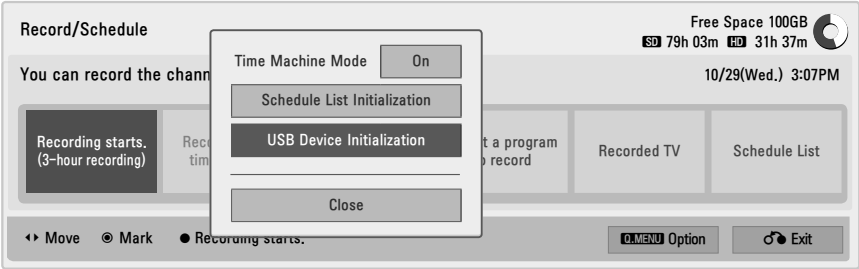 Record/Schedule
Free Space 100GB
SD 79h 03m HD 31h 37m
You can record the chann
10/29(Wed.) 3:07PM
Time Machine Mode On
Schedule List Initialization
USB Device Initialization
Close
Recording starts.
(3-hour recording)
Reco
tim
t a program
o record
Recorded TV
Schedule List
Move Mark Recording starts.
Q.MENU Option Exit